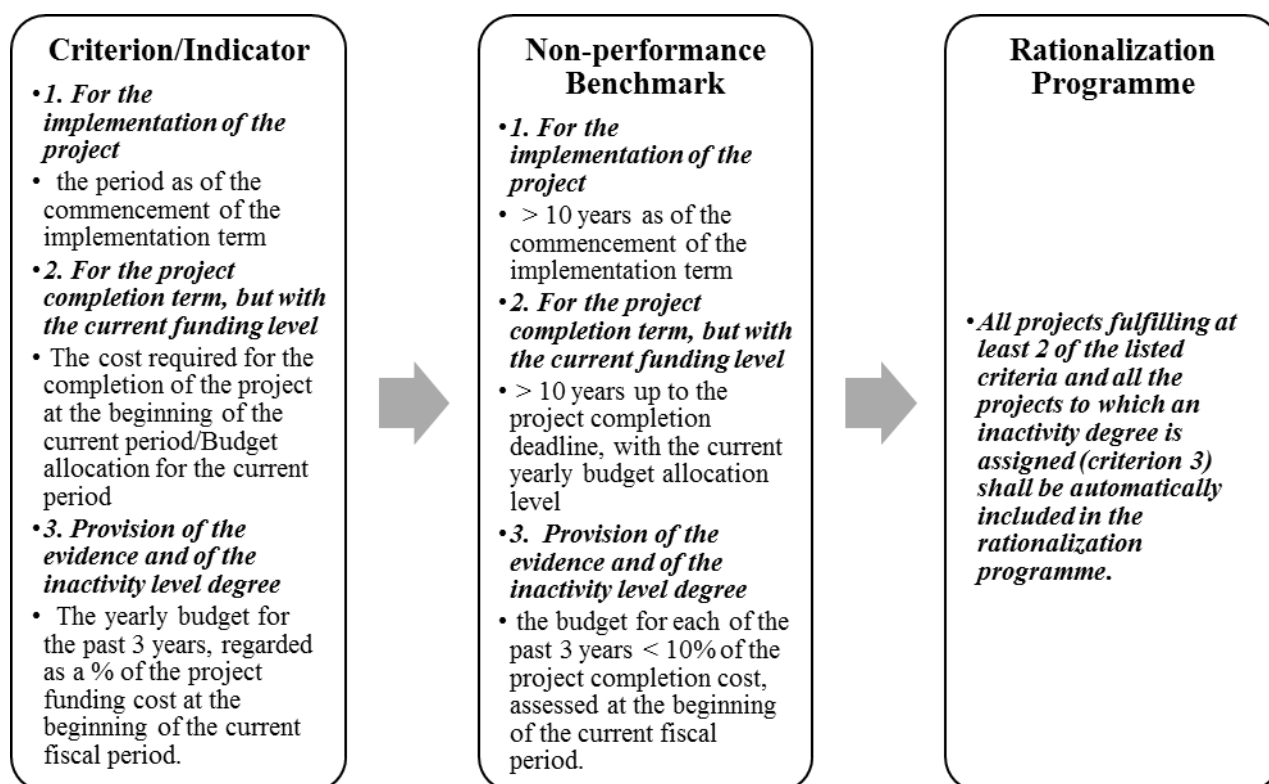 Criterion/Indicator
•1. For the
implementation of the
project
• the period as of the
commencement of the
implementation term
•2. For the project
completion term, but with
the current funding level
• The cost required for the
completion of the project
at the beginning of the
current period/Budget
allocation for the current
period
•3. Provision of the
evidence and of the
inactivity level degree
• The yearly budget for
the past 3 years, regarded
as a % of the project
funding cost at the
beginning of the current
fiscal period.
Non-performance
Benchmark
•1. For the
implementation of the
project
• > 10 years as of the
commencement of the
implementation term
•2. For the project
completion term, but with
the current funding level
• > 10 years up to the
project completion
deadline, with the current
yearly budget allocation
level
•3. Provision of the
evidence and of the
inactivity level degree
• the budget for each of the
past 3 years < 10% of the
project completion cost,
assessed at the beginning
of the current fiscal
period.
Rationalization
Programme
•All projects fulfilling at
least 2 of the listed
criteria and all the
projects to which an
inactivity degree is
assigned (criterion 3)
shall be automatically
included in the
rationalization
programme.